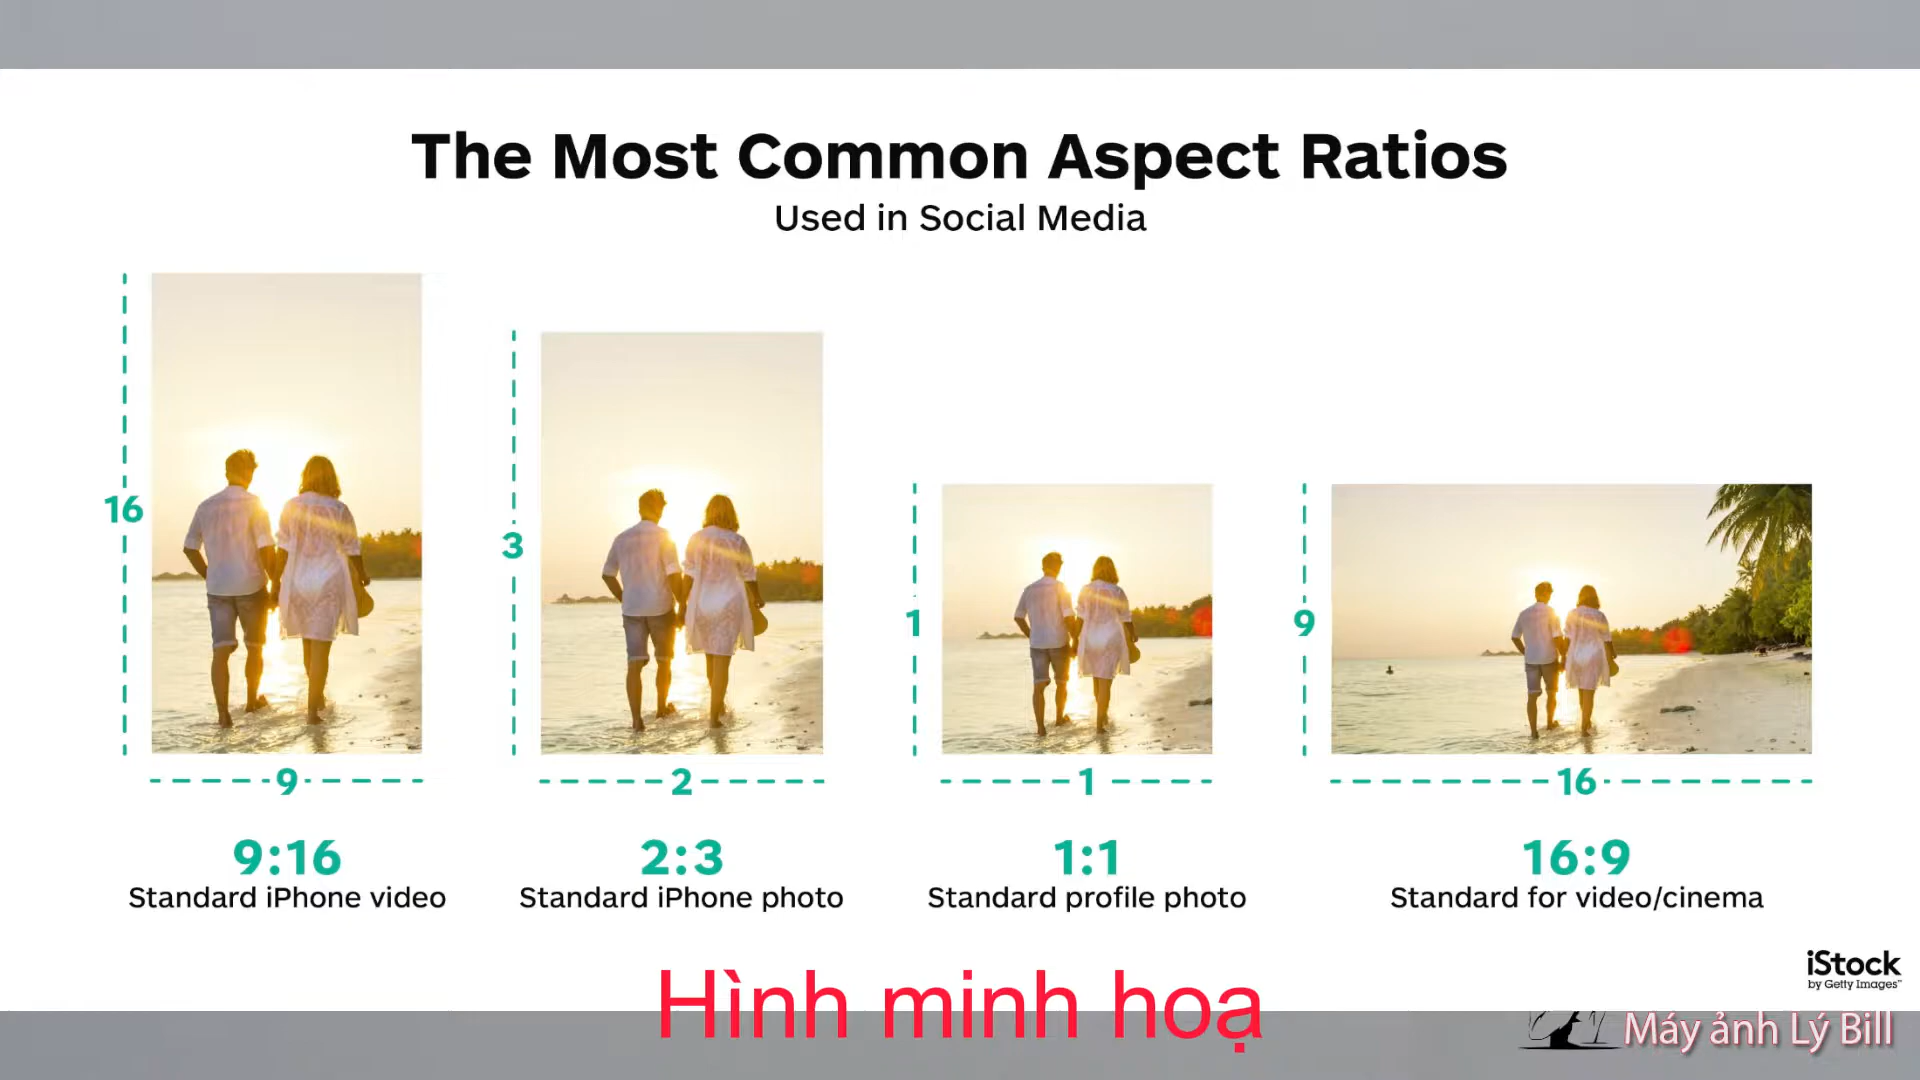 The Most Common Aspect Ratios
Used in Social Media
16
9
9:16
Standard iPhone video
3
2
2:3
Standard iPhone photo
1
1
1:1
Standard profile photo
9
16
16:9
Standard for video/cinema
iStock
by Getty Images™
Hình minh hoạ
Máy ảnh Lý Bill